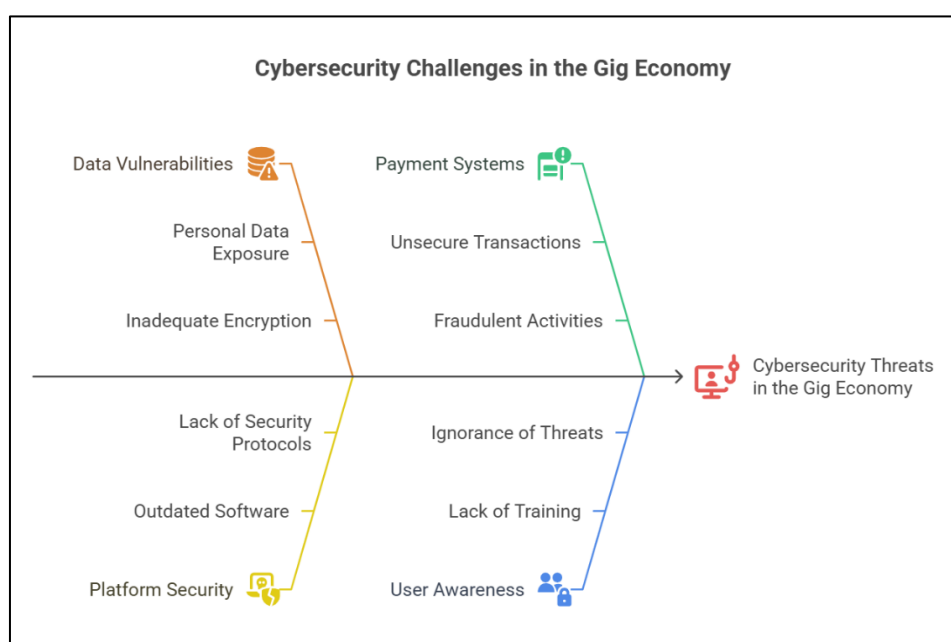 Cybersecurity Challenges in the Gig Economy
Data Vulnerabilities
Personal Data
Exposure
Inadequate Encryption
Payment Systems
Unsecure Transactions
Fraudulent Activities
Cybersecurity Threats
in the Gig Economy
Lack of Security
Protocols
Outdated Software
Platform Security
Ignorance of Threats
Lack of Training
User Awareness